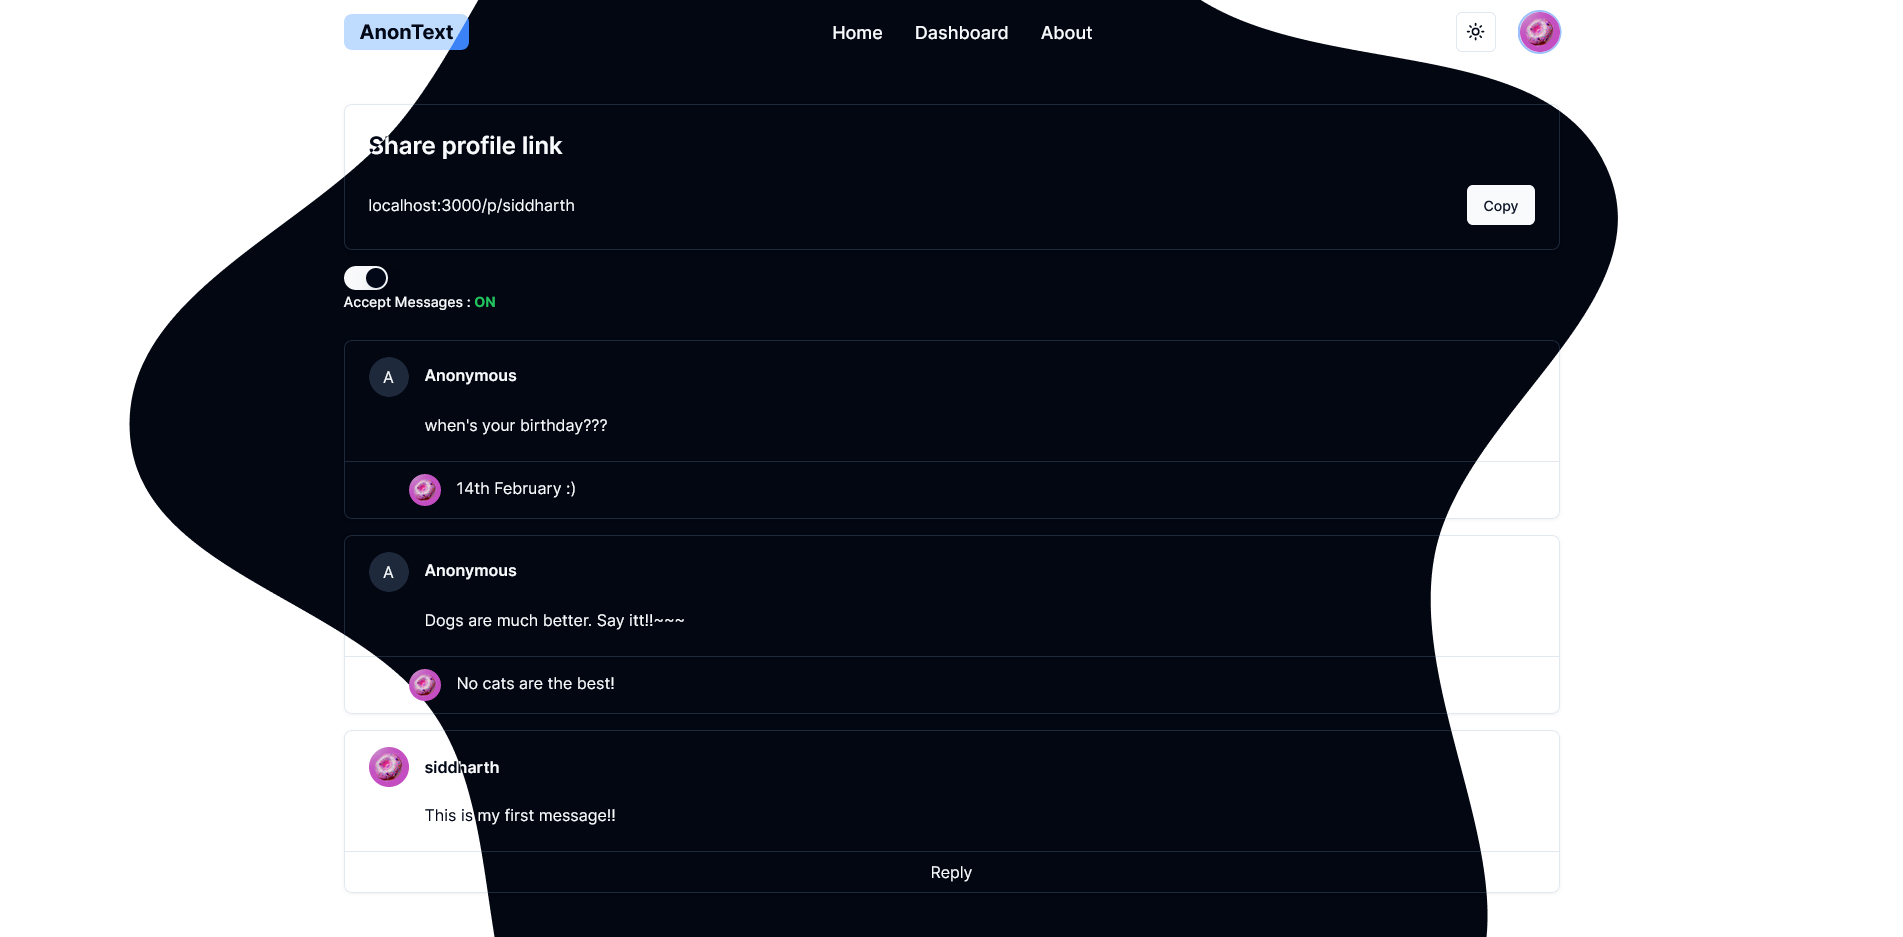 AnonText
Home Dashboard About
Share profile link
localhost:3000/p/siddharth
Copy
Accept Messages : ON
A Anonymous
when's your birthday???
14th February :)
A Anonymous
Dogs are much better. Say itt!!~~~
No cats are the best!
siddharth
This is my first message!!
Reply